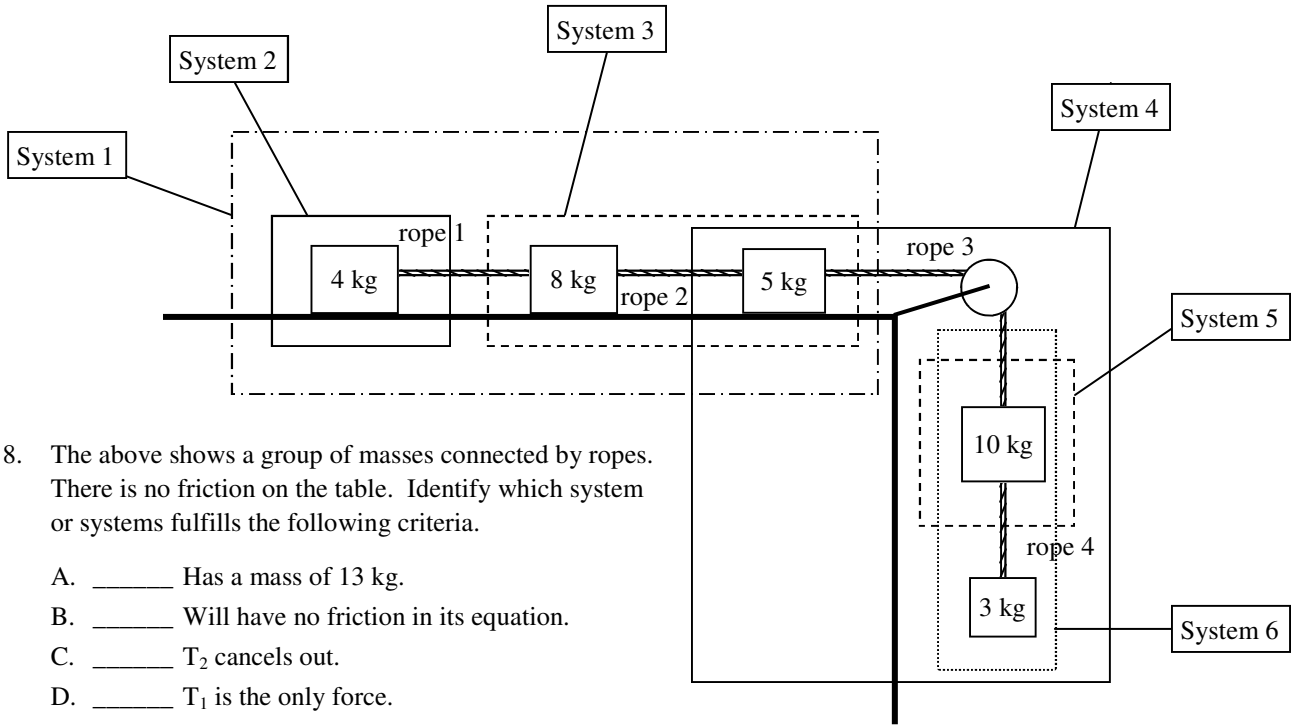 System 3
System 2
System 4
System 1
rope 1
rope 3
4 kg
8 kg
5 kg
rope 2
System 5
10 kg
8. The above shows a group of masses connected by ropes.
There is no friction on the table. Identify which system
or systems fulfills the following criteria.
rope 4
A. ______ Has a mass of 13 kg.
3 kg
B. ______ Will have no friction in its equation.
System 6
C. ______ T₂ cancels out.
D. ______ T₁ is the only force.